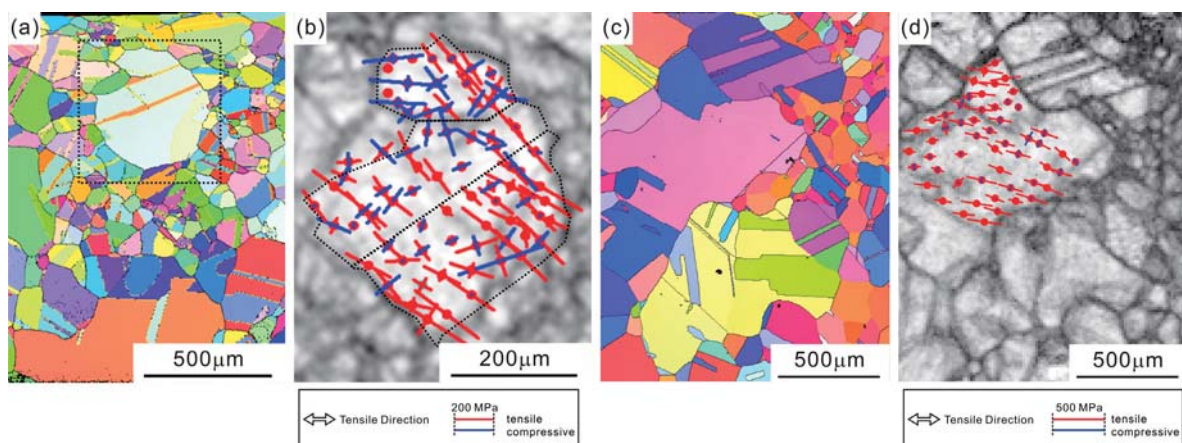 (a)
500μm
(b)
200μm
Tensile Direction
200 MPa
tensile
compressive
(c)
500μm
(d)
500μm
Tensile Direction
500 MPa
tensile
compressive